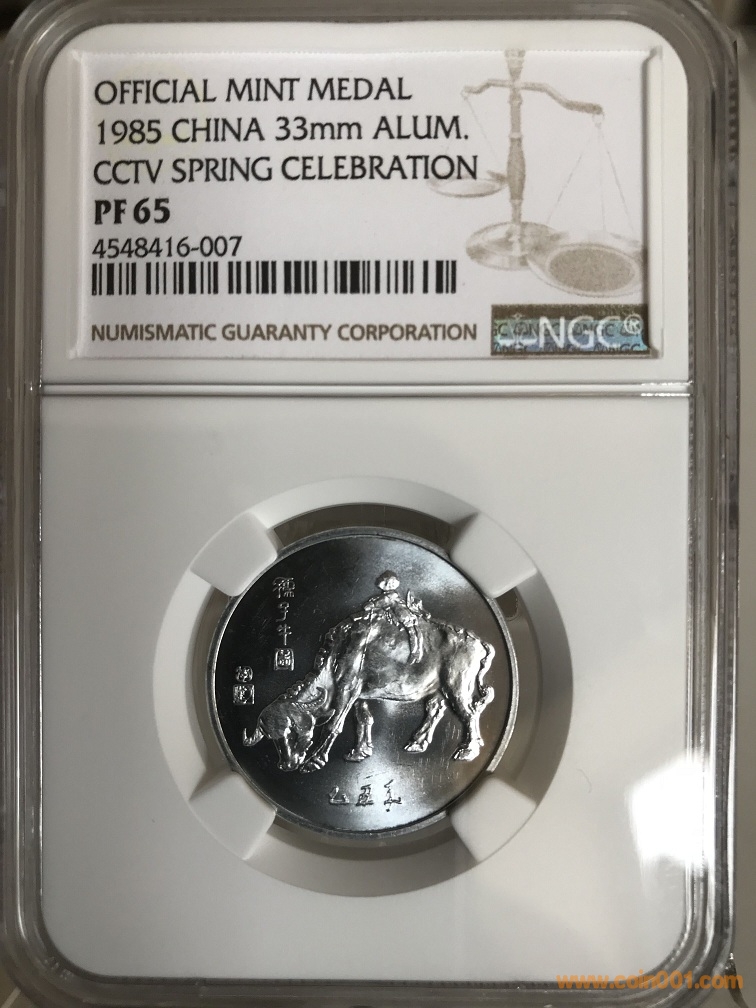 OFFICIAL MINT MEDAL
1985 CHINA 33mm ALUM.
CCTV SPRING CELEBRATION
PF 65
4548416-007
NUMISMATIC GUARANTY CORPORATION
NGC®
孺子牛圖
乙丑年
www.coin001.com